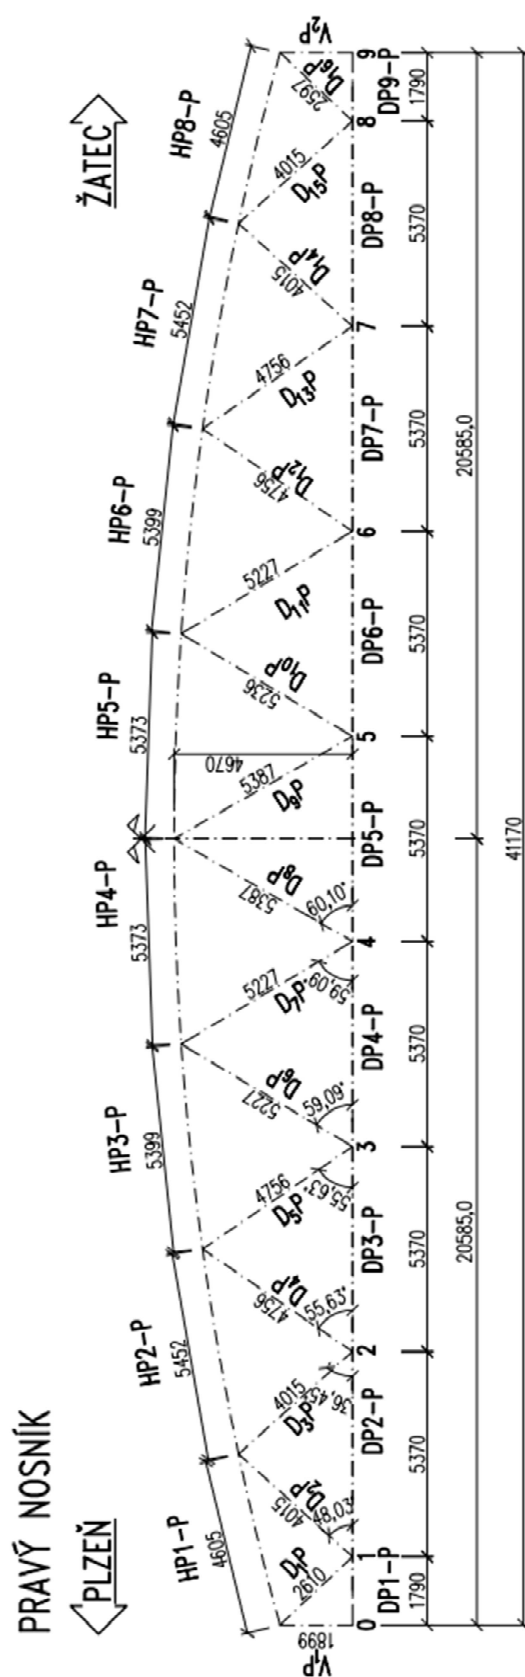 PRAVÝ NOSNÍK
PLZEŇ
ŽATEC
HP1-P HP2-P HP3-P HP4-P HP5-P HP6-P HP7-P HP8-P
4605 5452 5399 5373 5373 5399 5452 4605
V₁P D₁P D₂P D₃P D₄P D₅P D₆P D₇P D₈P D₉P D₁₀P D₁₁P D₁₂P D₁₃P D₁₄P D₁₅P D₁₆P V₂P
1899 2610 4015 4015 4756 4756 5227 5227 5387 5387 5236 5227 4756 4756 4015 4015 2597
4670
48,03° 36,45° 55,63° 55,63° 59,09° 59,09° 60,10°
0 1 2 3 4 5 6 7 8 9
DP1-P DP2-P DP3-P DP4-P DP5-P DP6-P DP7-P DP8-P DP9-P
1790 5370 5370 5370 5370 5370 5370 5370 1790
20585,0 20585,0
41170